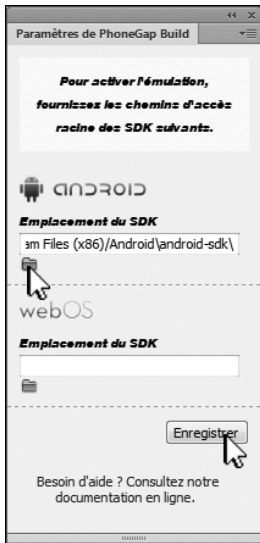 Paramètres de PhoneGap Build
Pour activer l'émulation,
fournissez les chemins d'accès
racine des SDK suivants.
android
Emplacement du SDK
am Files (x86)/Android\android-sdk\
webOS
Emplacement du SDK
Enregistrer
Besoin d'aide ? Consultez notre
documentation en ligne.